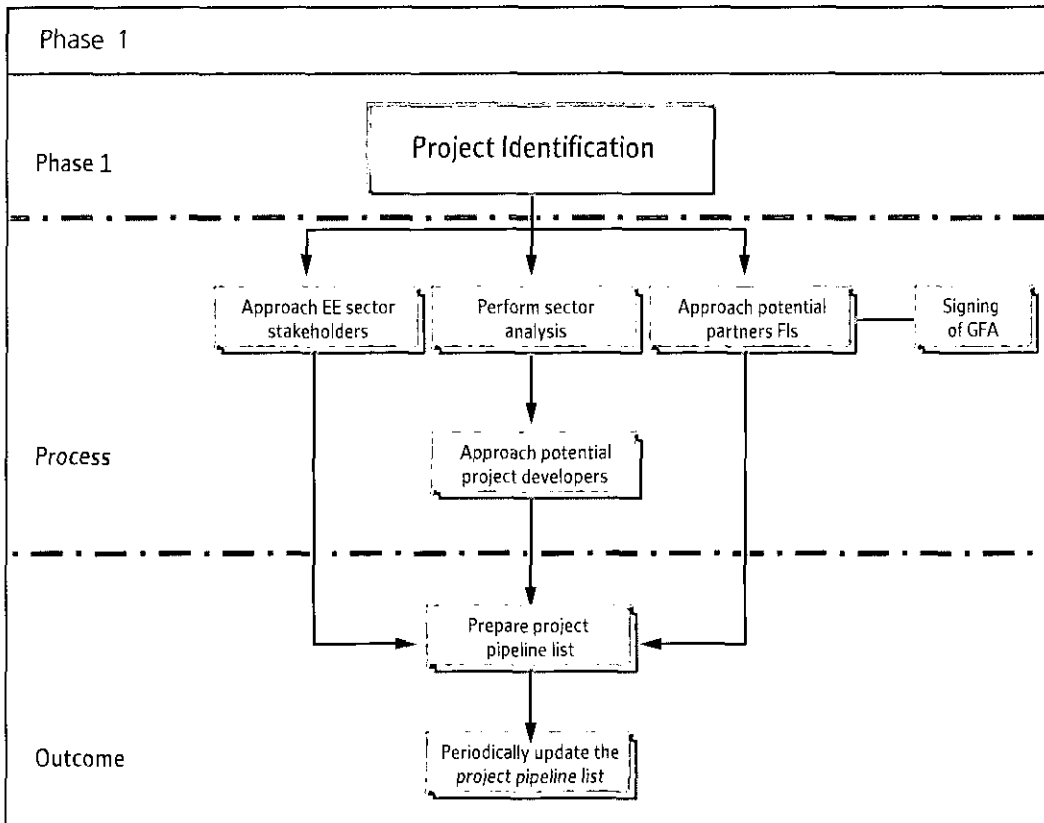 Phase 1
Phase 1
Project Identification
Approach EE sector
stakeholders
Perform sector
analysis
Approach potential
partners FIs
Signing
of GFA
Process
Approach potential
project developers
Prepare project
pipeline list
Outcome
Periodically update the
project pipeline list